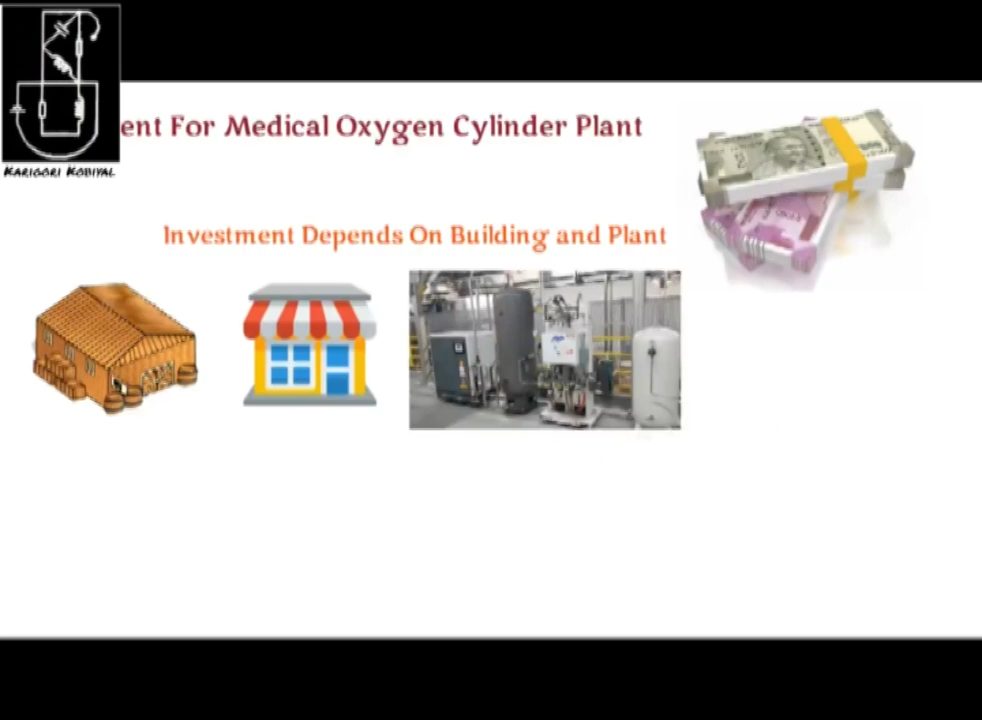 ent For Medical Oxygen Cylinder Plant
KARIGORI KOBIYAL
Investment Depends On Building and Plant